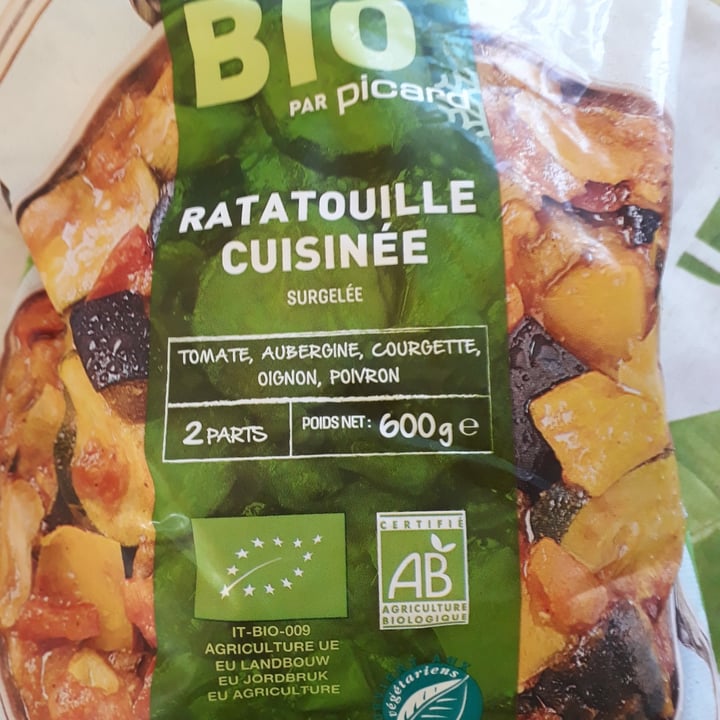 BIO
PAR picard
RATATOUILLE
CUISINÉE
SURGELÉE
TOMATE, AUBERGINE, COURGETTE,
OIGNON, POIVRON
2 PARTS
POIDS NET: 600g e
CERTIFIÉ
AB
AGRICULTURE
BIOLOGIQUE
IT-BIO-009
AGRICULTURE UE
EU LANDBOUW
EU JORDBRUK
EU AGRICULTURE
végétariens